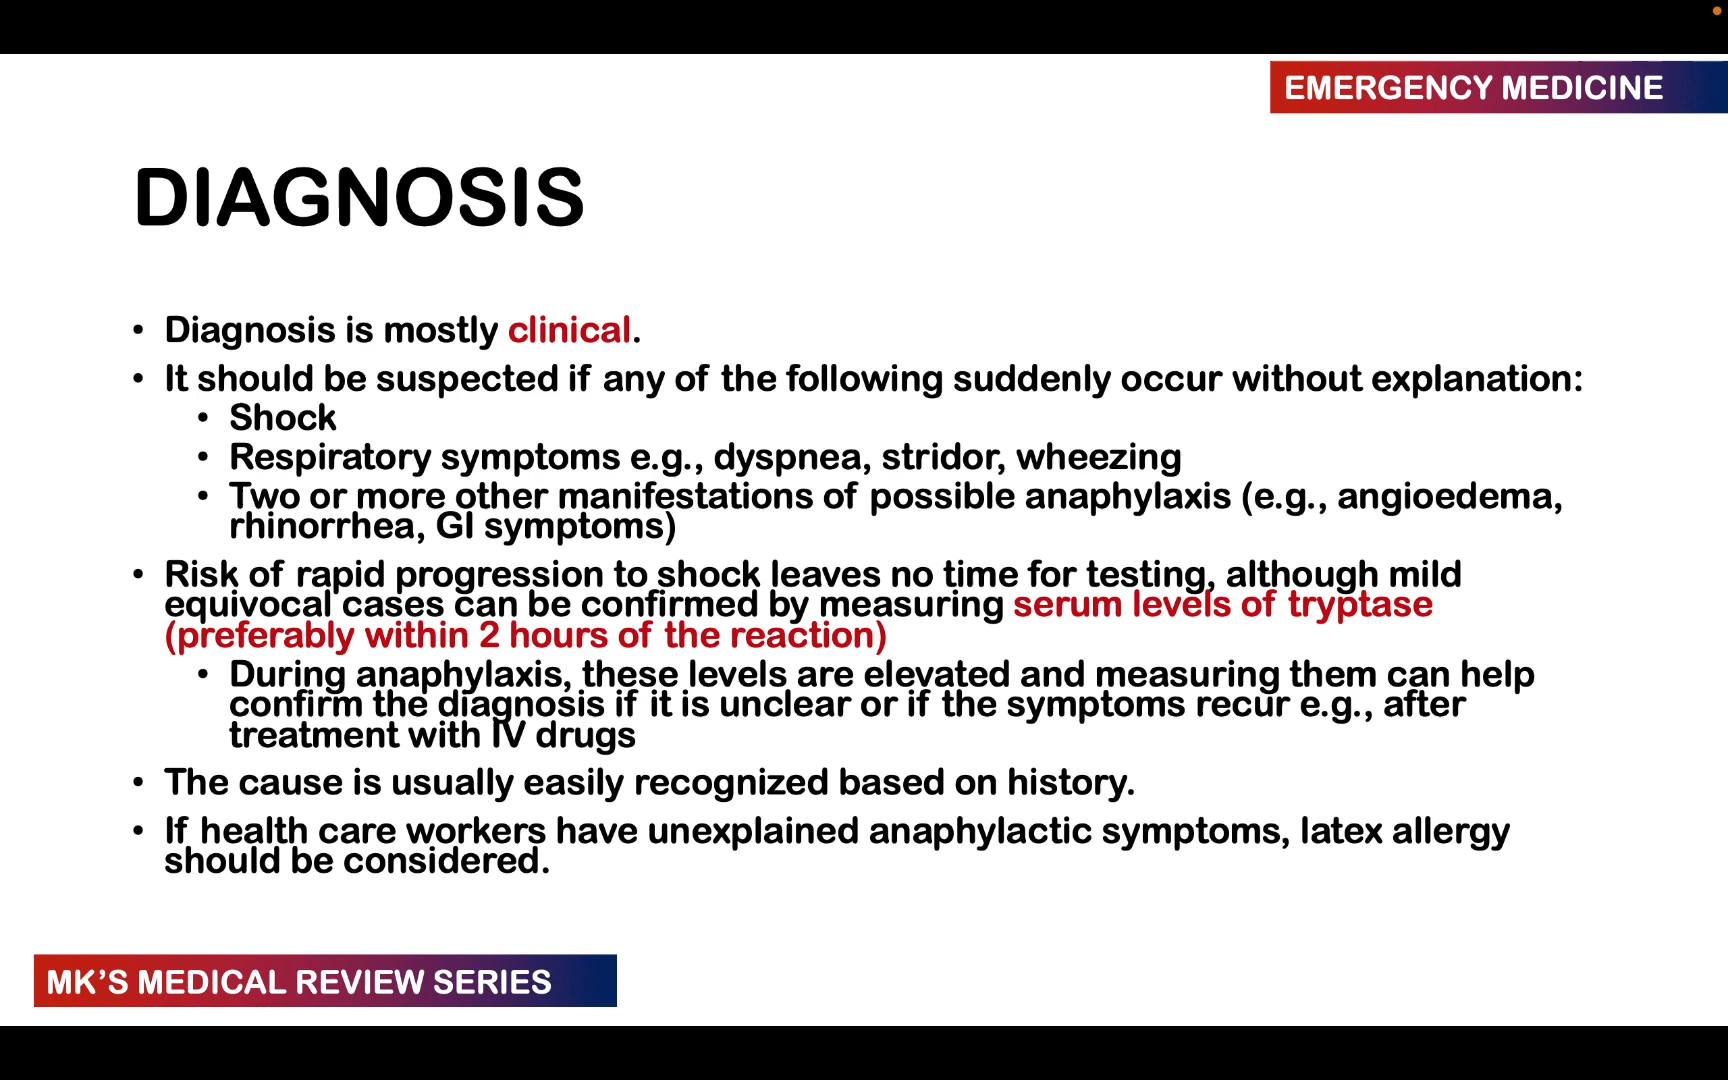 EMERGENCY MEDICINE
DIAGNOSIS
• Diagnosis is mostly clinical.
• It should be suspected if any of the following suddenly occur without explanation:
• Shock
• Respiratory symptoms e.g., dyspnea, stridor, wheezing
• Two or more other manifestations of possible anaphylaxis (e.g., angioedema,
rhinorrhea, GI symptoms)
• Risk of rapid progression to shock leaves no time for testing, although mild
equivocal cases can be confirmed by measuring serum levels of tryptase
(preferably within 2 hours of the reaction)
• During anaphylaxis, these levels are elevated and measuring them can help
confirm the diagnosis if it is unclear or if the symptoms recur e.g., after
treatment with IV drugs
• The cause is usually easily recognized based on history.
• If health care workers have unexplained anaphylactic symptoms, latex allergy
should be considered.
MK’S MEDICAL REVIEW SERIES